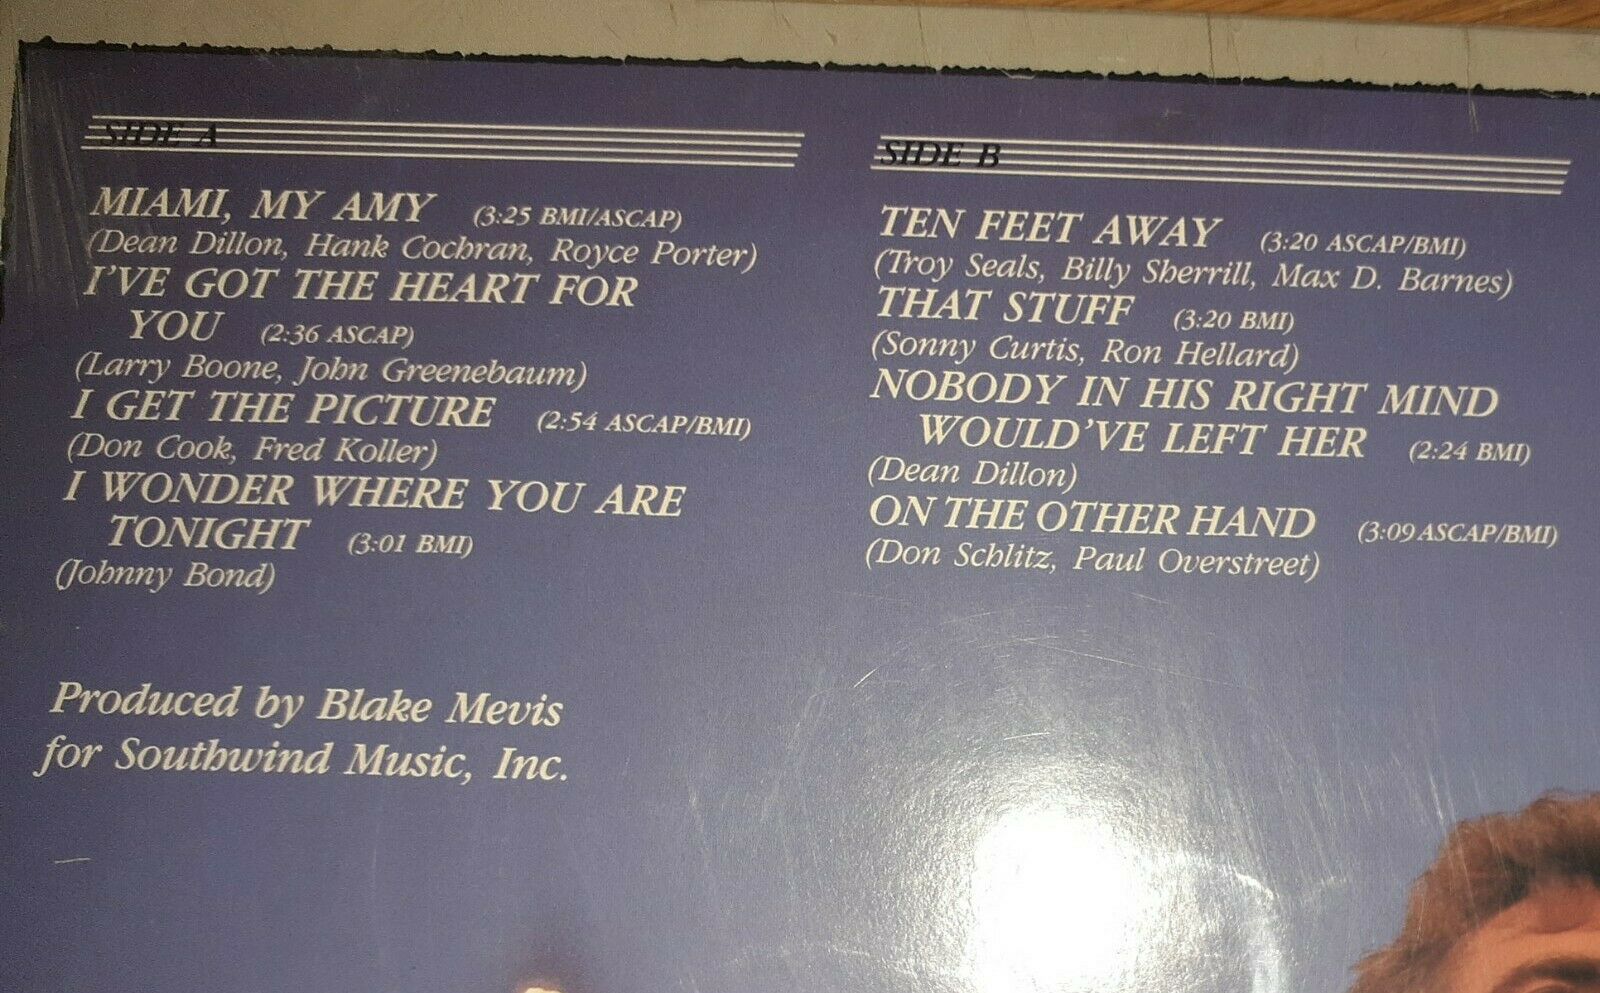 SIDE A
MIAMI, MY AMY (3:25 BMI/ASCAP)
(Dean Dillon, Hank Cochran, Royce Porter)
I'VE GOT THE HEART FOR
YOU (2:36 ASCAP)
(Larry Boone, John Greenebaum)
I GET THE PICTURE (2:54 ASCAP/BMI)
(Don Cook, Fred Koller)
I WONDER WHERE YOU ARE
TONIGHT (3:01 BMI)
(Johnny Bond)
Produced by Blake Mevis
for Southwind Music, Inc.
SIDE B
TEN FEET AWAY (3:20 ASCAP/BMI)
(Troy Seals, Billy Sherrill, Max D. Barnes)
THAT STUFF (3:20 BMI)
(Sonny Curtis, Ron Hellard)
NOBODY IN HIS RIGHT MIND
WOULD'VE LEFT HER (2:24 BMI)
(Dean Dillon)
ON THE OTHER HAND (3:09 ASCAP/BMI)
(Don Schlitz, Paul Overstreet)